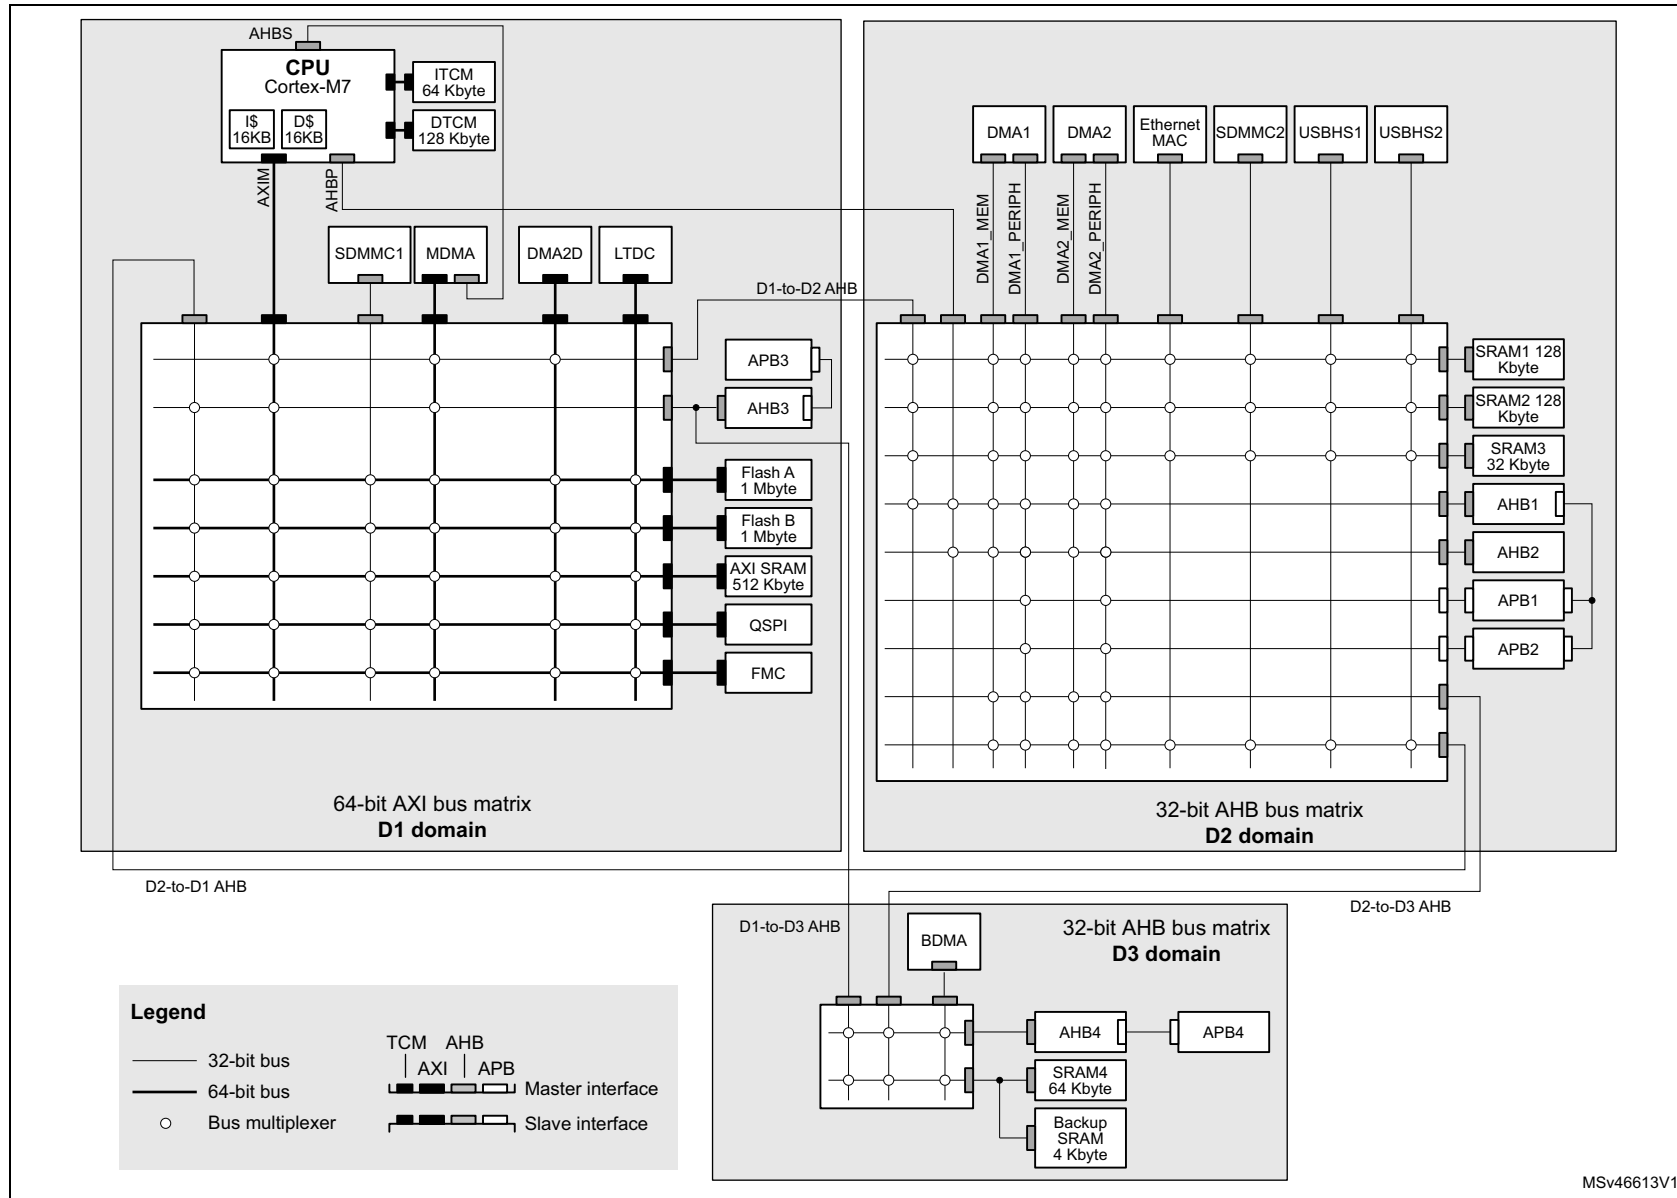 AHBS
CPU
Cortex-M7
I$
16KB
D$
16KB
ITCM
64 Kbyte
DTCM
128 Kbyte
AXIM
AHBP
SDMMC1
MDMA
DMA2D
LTDC
D1-to-D2 AHB
APB3
AHB3
Flash A
1 Mbyte
Flash B
1 Mbyte
AXI SRAM
512 Kbyte
QSPI
FMC
64-bit AXI bus matrix
D1 domain
DMA1
DMA2
Ethernet
MAC
SDMMC2
USBHS1
USBHS2
DMA1_MEM
DMA1_PERIPH
DMA2_MEM
DMA2_PERIPH
SRAM1 128
Kbyte
SRAM2 128
Kbyte
SRAM3
32 Kbyte
AHB1
AHB2
APB1
APB2
32-bit AHB bus matrix
D2 domain
D2-to-D1 AHB
D2-to-D3 AHB
D1-to-D3 AHB
BDMA
32-bit AHB bus matrix
D3 domain
AHB4
APB4
SRAM4
64 Kbyte
Backup
SRAM
4 Kbyte
Legend
32-bit bus
64-bit bus
Bus multiplexer
TCM
AHB
AXI
APB
Master interface
Slave interface
MSv46613V1